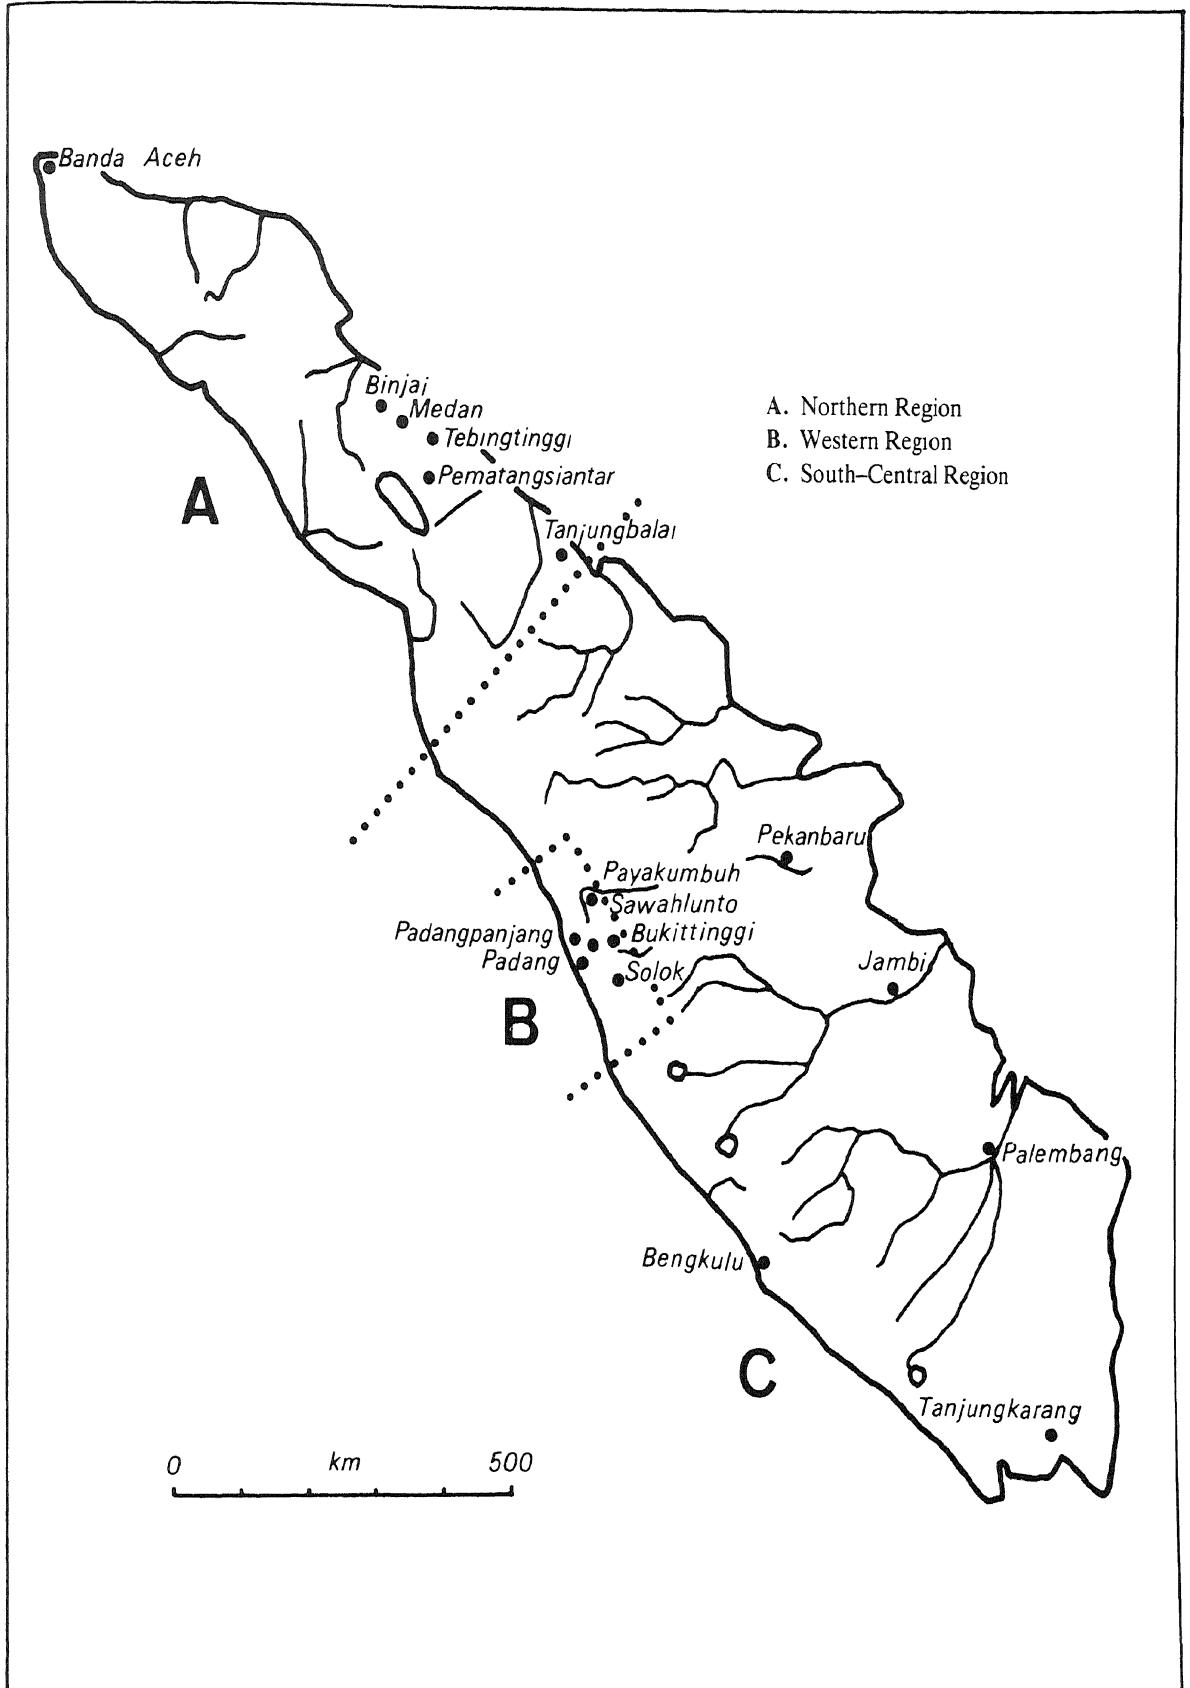 Banda Aceh
Binjai
Medan
Tebingtinggi
Pematangsiantar
A
Tanjungbalai
A. Northern Region
B. Western Region
C. South–Central Region
Pekanbaru
Payakumbuh
Sawahlunto
Padangpanjang
Bukittinggi
Padang
Solok
Jambi
B
Palembang
Bengkulu
C
Tanjungkarang
0 km 500